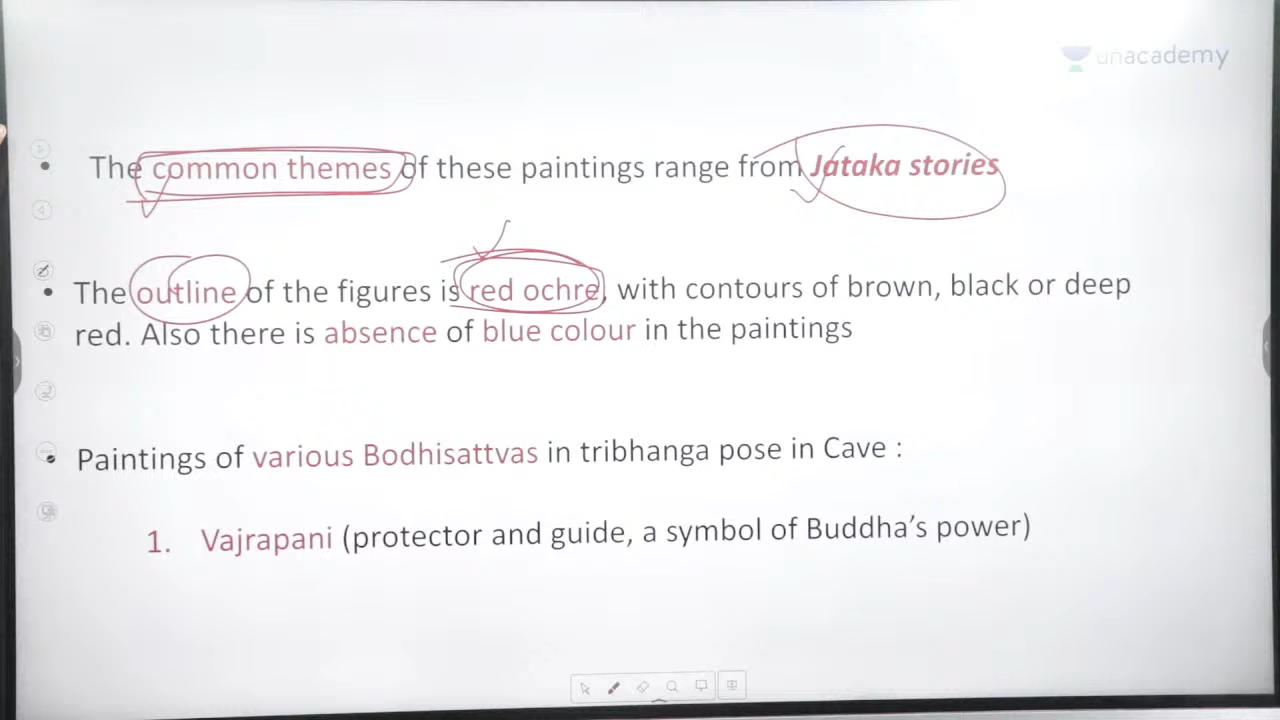 unacademy
• The common themes of these paintings range from Jataka stories
• The outline of the figures is red ochre, with contours of brown, black or deep
red. Also there is absence of blue colour in the paintings
• Paintings of various Bodhisattvas in tribhanga pose in Cave :
1. Vajrapani (protector and guide, a symbol of Buddha's power)